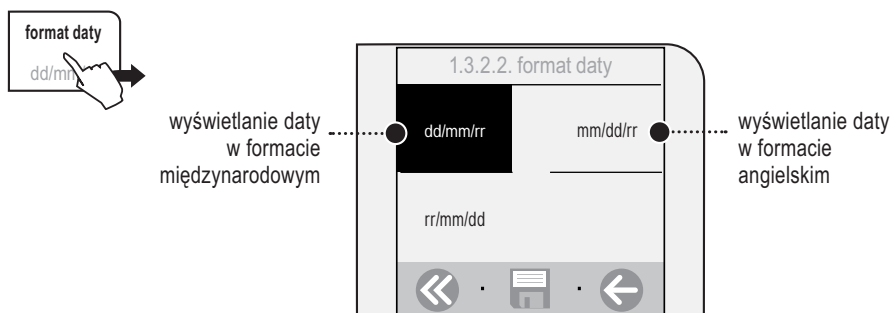 format daty
dd/mm
1.3.2.2. format daty
wyświetlanie daty
w formacie
międzynarodowym
dd/mm/rr
mm/dd/rr
wyświetlanie daty
w formacie
angielskim
rr/mm/dd